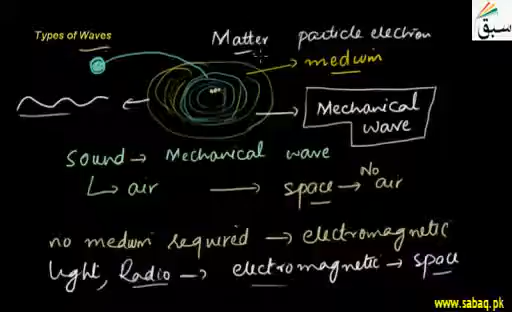 Types of Waves
Matter particle electron
medium
Mechanical
wave
Sound → Mechanical wave
air → space → No air
no medium required → electromagnetic
light, Radio → electromagnetic → space
سبق
www.sabaq.pk